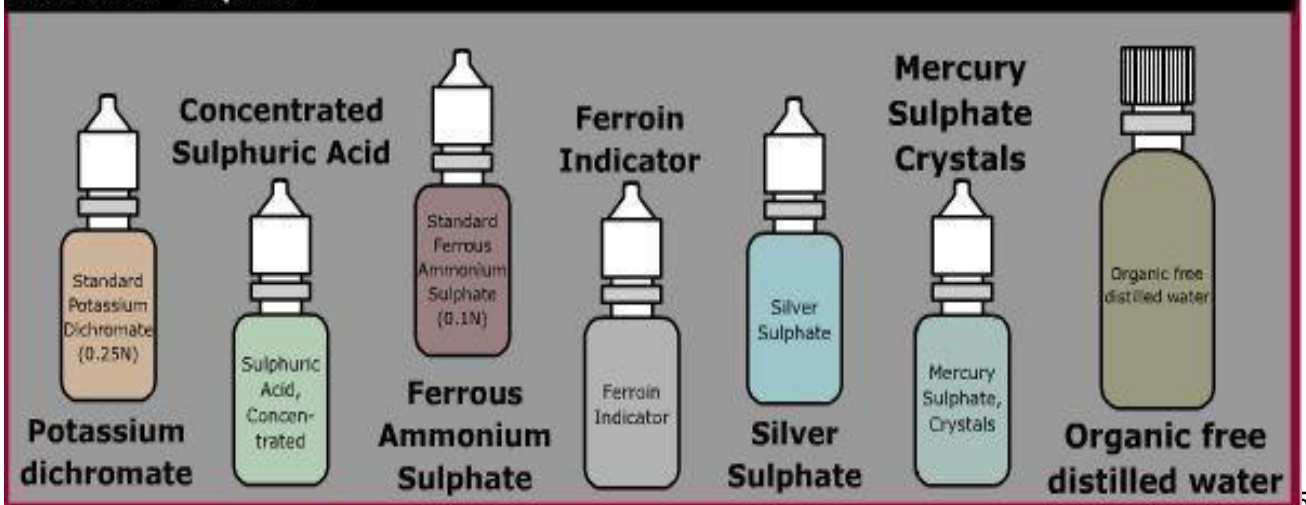 Concentrated
Sulphuric Acid
Ferroin
Indicator
Mercury
Sulphate
Crystals
Standard
Potassium
Dichromate
(0.25N)
Potassium
dichromate
Sulphuric
Acid,
Concen-
trated
Standard
Ferrous
Ammonium
Sulphate
(0.1N)
Ferrous
Ammonium
Sulphate
Ferroin
Indicator
Silver
Sulphate
Silver
Sulphate
Mercury
Sulphate,
Crystals
Organic free
distilled water
Organic free
distilled water